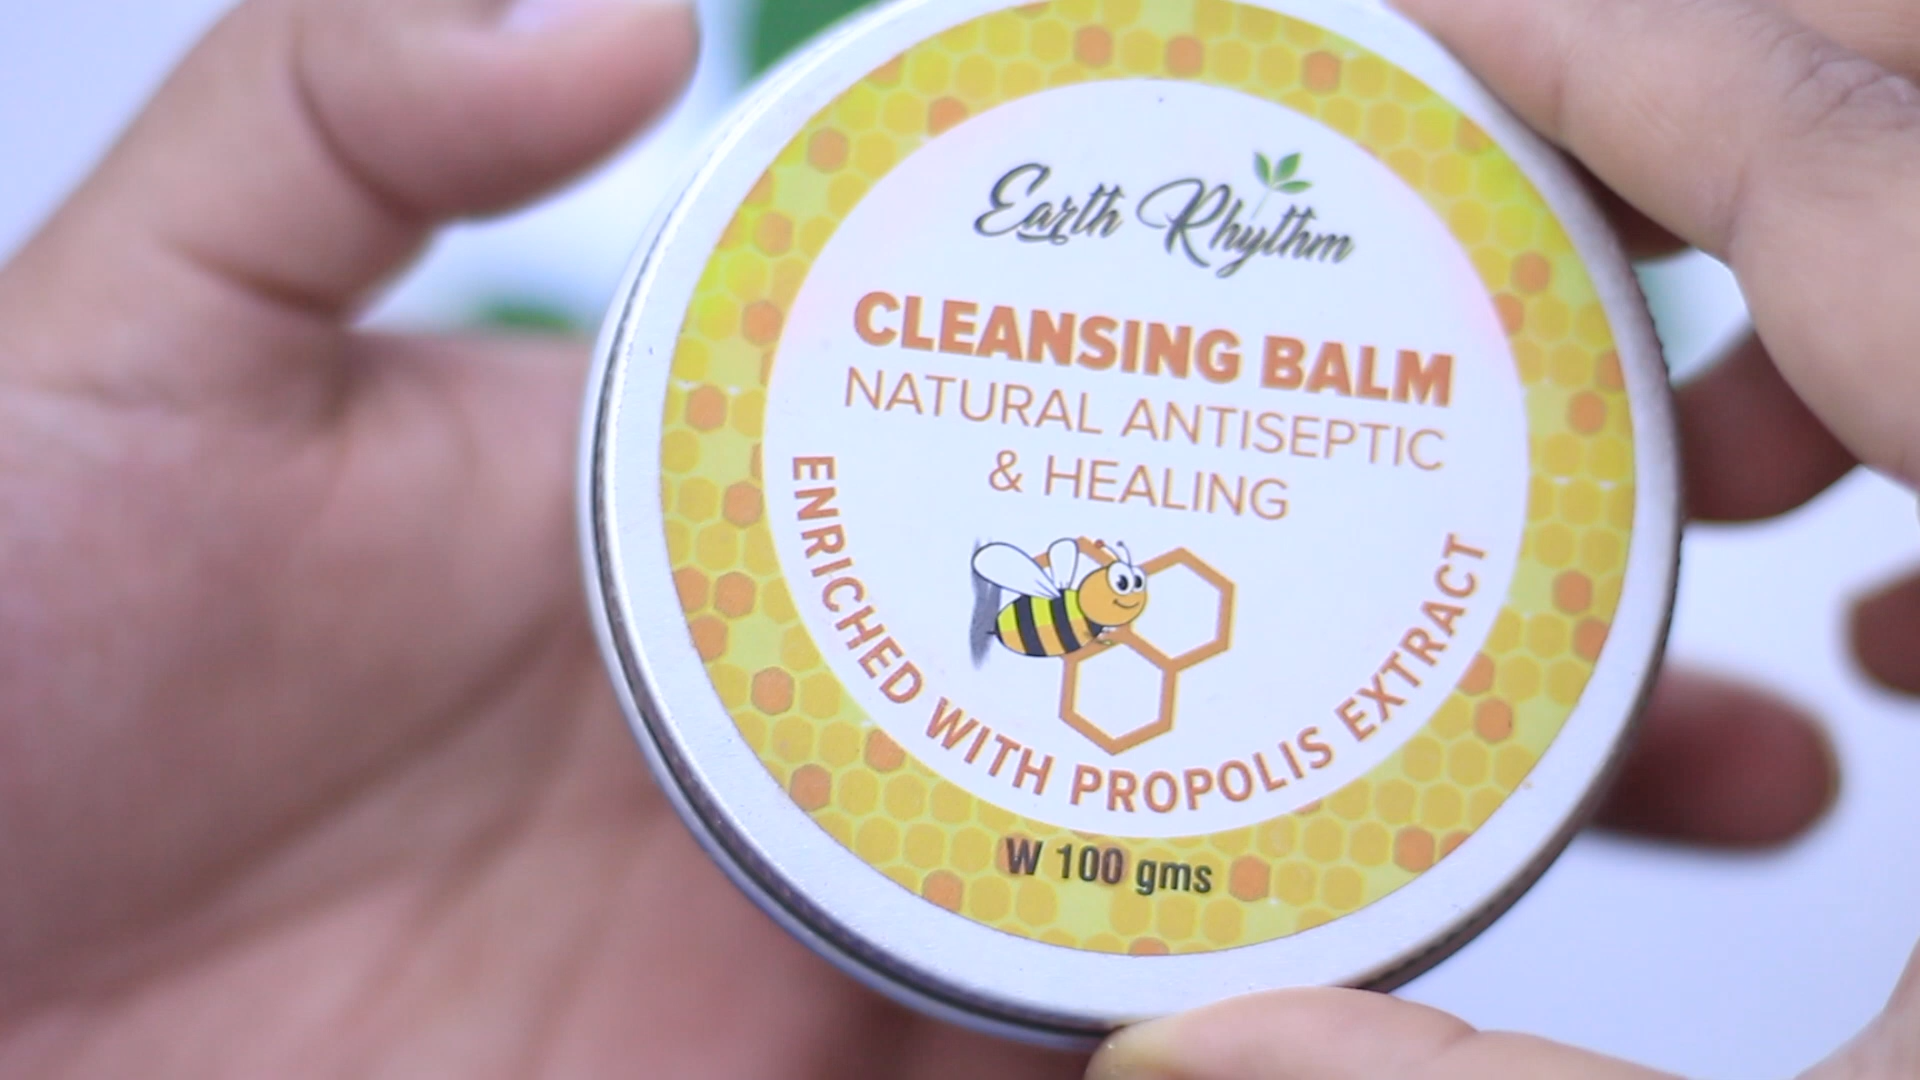 Earth Rhythm
CLEANSING BALM
NATURAL ANTISEPTIC
& HEALING
ENRICHED WITH PROPOLIS EXTRACT
W 100 gms